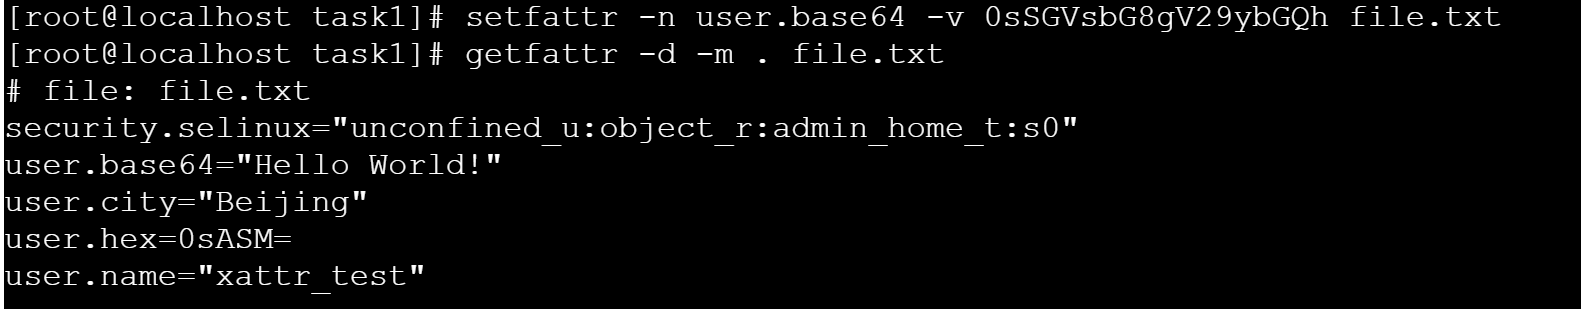 [root@localhost task1]# setfattr -n user.base64 -v 0sSGVsbG8gV29ybGQh file.txt
[root@localhost task1]# getfattr -d -m . file.txt
# file: file.txt
security.selinux="unconfined_u:object_r:admin_home_t:s0"
user.base64="Hello World!"
user.city="Beijing"
user.hex=0sASM=
user.name="xattr_test"